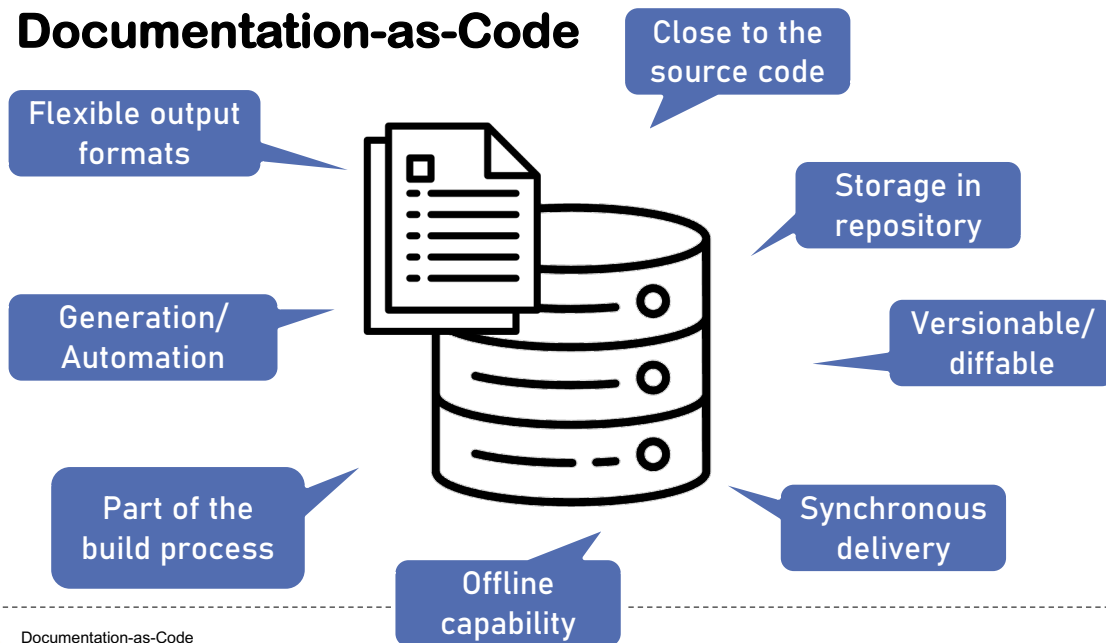 Documentation-as-Code
Close to the
source code
Flexible output
formats
Storage in
repository
Generation/
Automation
Versionable/
diffable
Part of the
build process
Synchronous
delivery
Offline
capability
Documentation-as-Code